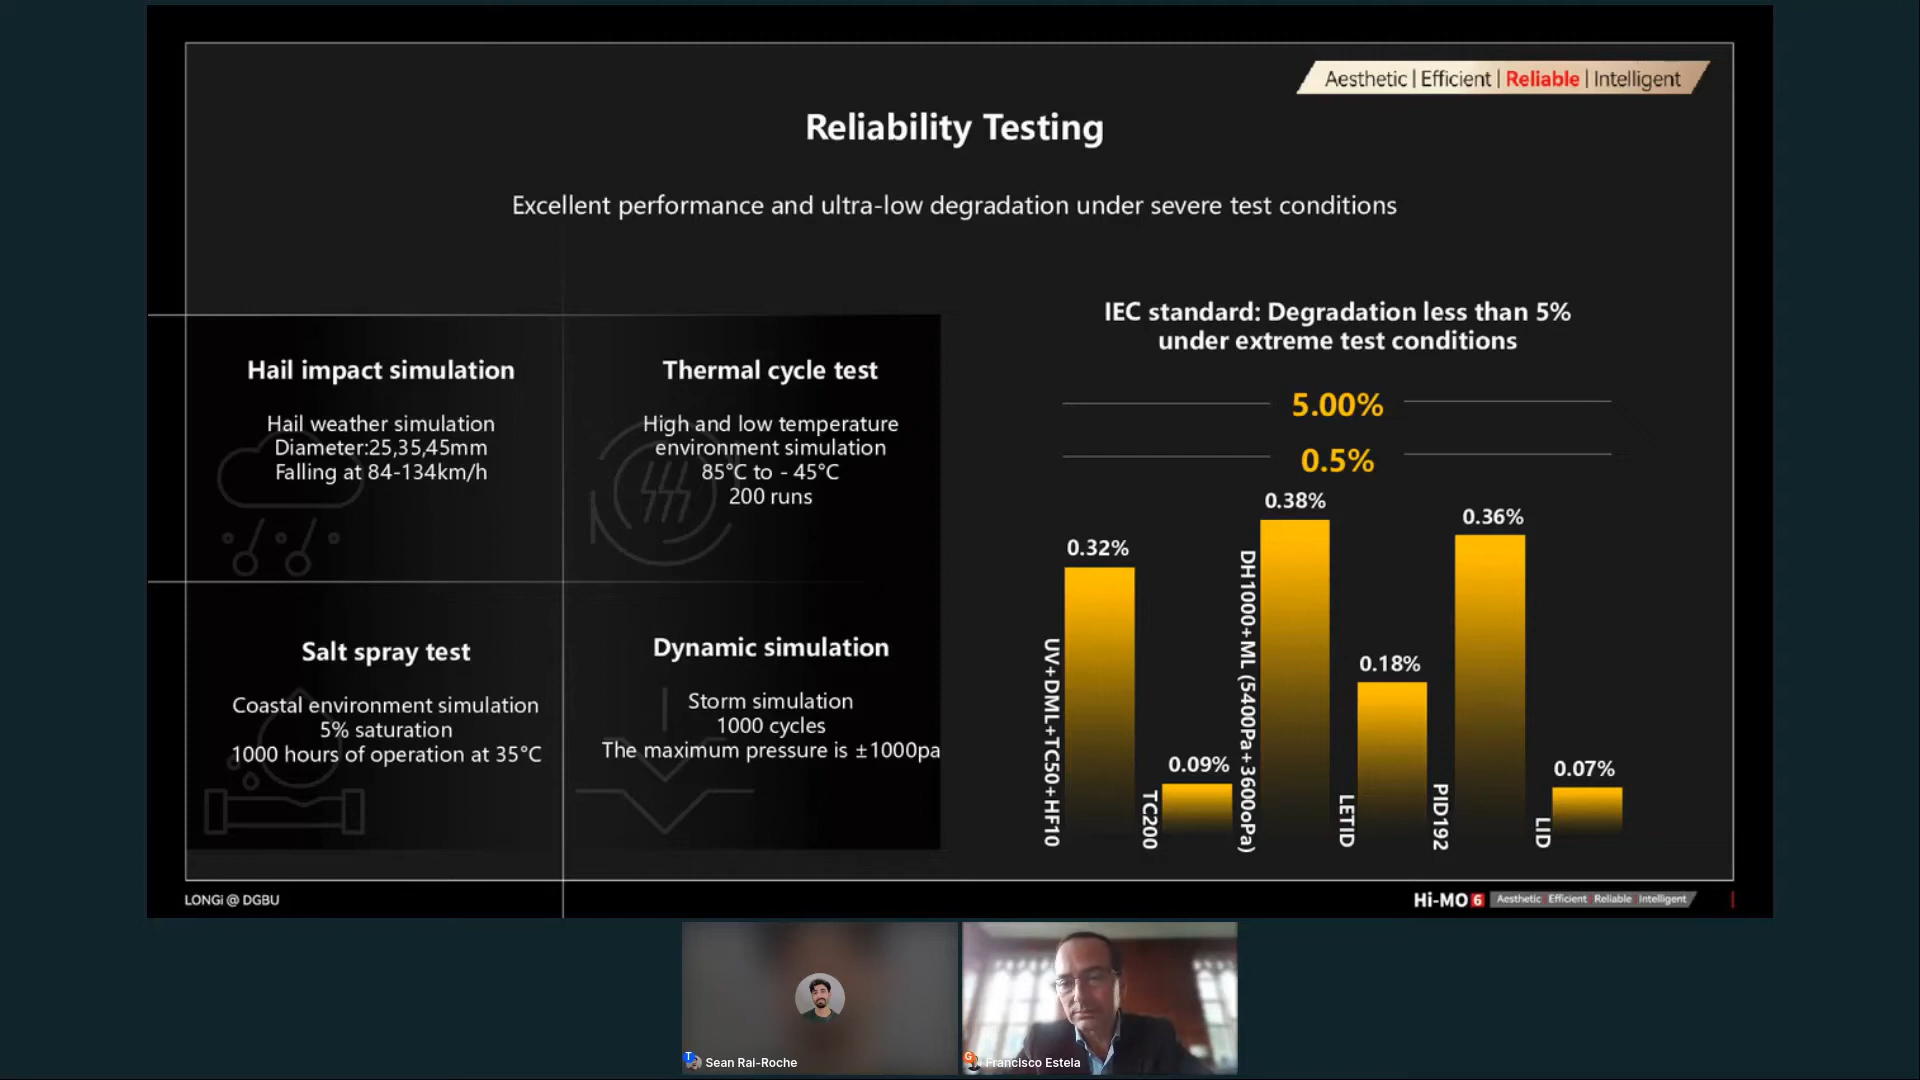 Aesthetic | Efficient | Reliable | Intelligent
Reliability Testing
Excellent performance and ultra-low degradation under severe test conditions
Hail impact simulation
Hail weather simulation
Diameter:25,35,45mm
Falling at 84-134km/h
Thermal cycle test
High and low temperature
environment simulation
85°C to - 45°C
200 runs
Salt spray test
Coastal environment simulation
5% saturation
1000 hours of operation at 35°C
Dynamic simulation
Storm simulation
1000 cycles
The maximum pressure is ±1000pa
IEC standard: Degradation less than 5%
under extreme test conditions
5.00%
0.5%
0.32%
UV+DML+TC50+HF10
0.09%
TC200
0.38%
DH1000+ML (5400Pa+3600oPa)
0.18%
LETID
0.36%
PID192
0.07%
LID
LONGi @ DGBU
Hi-MO 6 Aesthetic Efficient Reliable Intelligent
T Sean Rai-Roche
G Francisco Estela